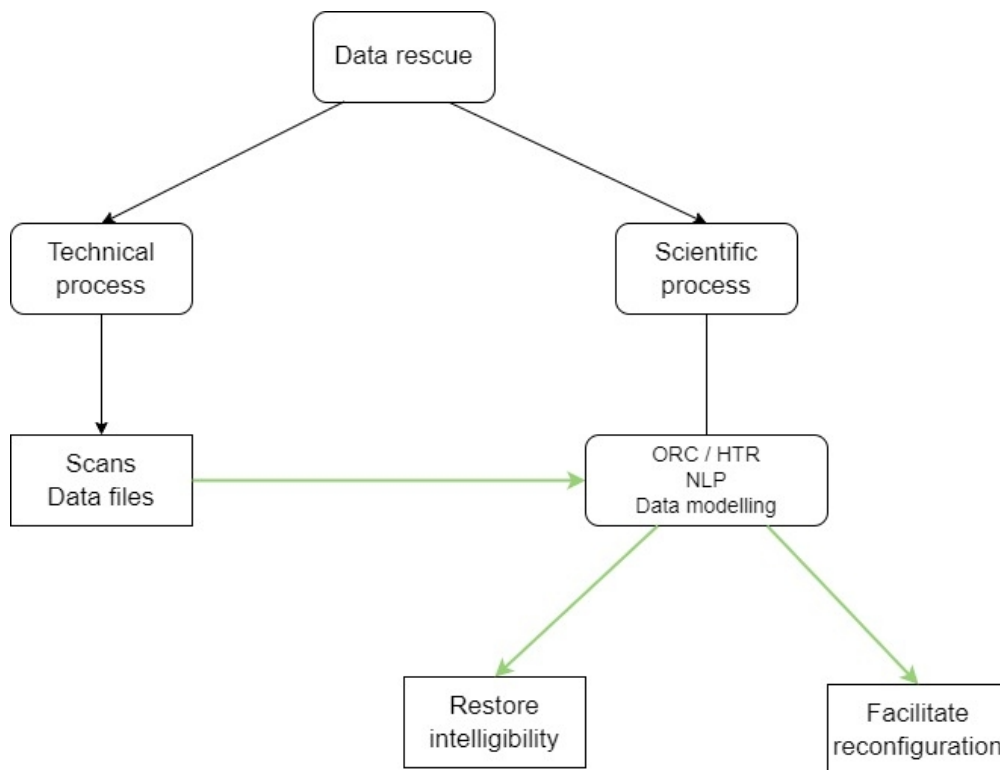 Data rescue
Technical
process
Scientific
process
Scans
Data files
ORC / HTR
NLP
Data modelling
Restore
intelligibility
Facilitate
reconfiguration